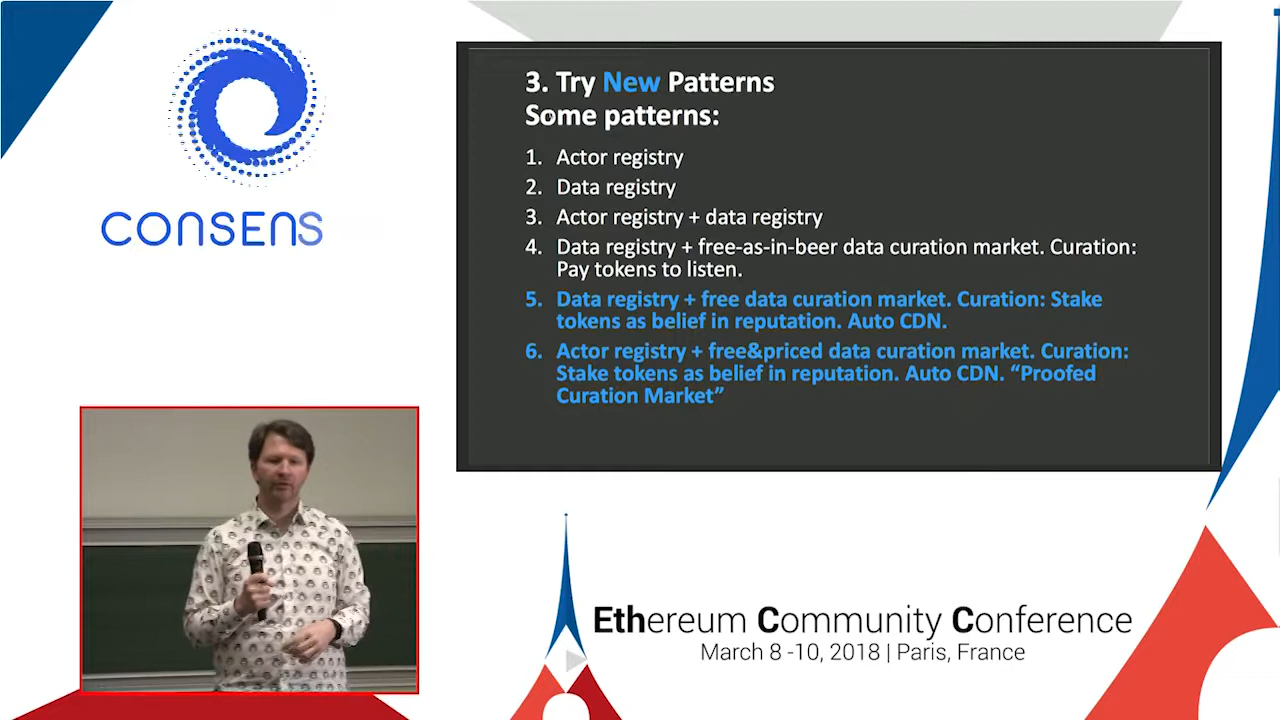 CONSENS
3. Try New Patterns
Some patterns:
1. Actor registry
2. Data registry
3. Actor registry + data registry
4. Data registry + free-as-in-beer data curation market. Curation:
Pay tokens to listen.
5. Data registry + free data curation market. Curation: Stake
tokens as belief in reputation. Auto CDN.
6. Actor registry + free&priced data curation market. Curation:
Stake tokens as belief in reputation. Auto CDN. “Proofed
Curation Market”
Ethereum Community Conference
March 8 -10, 2018 | Paris, France